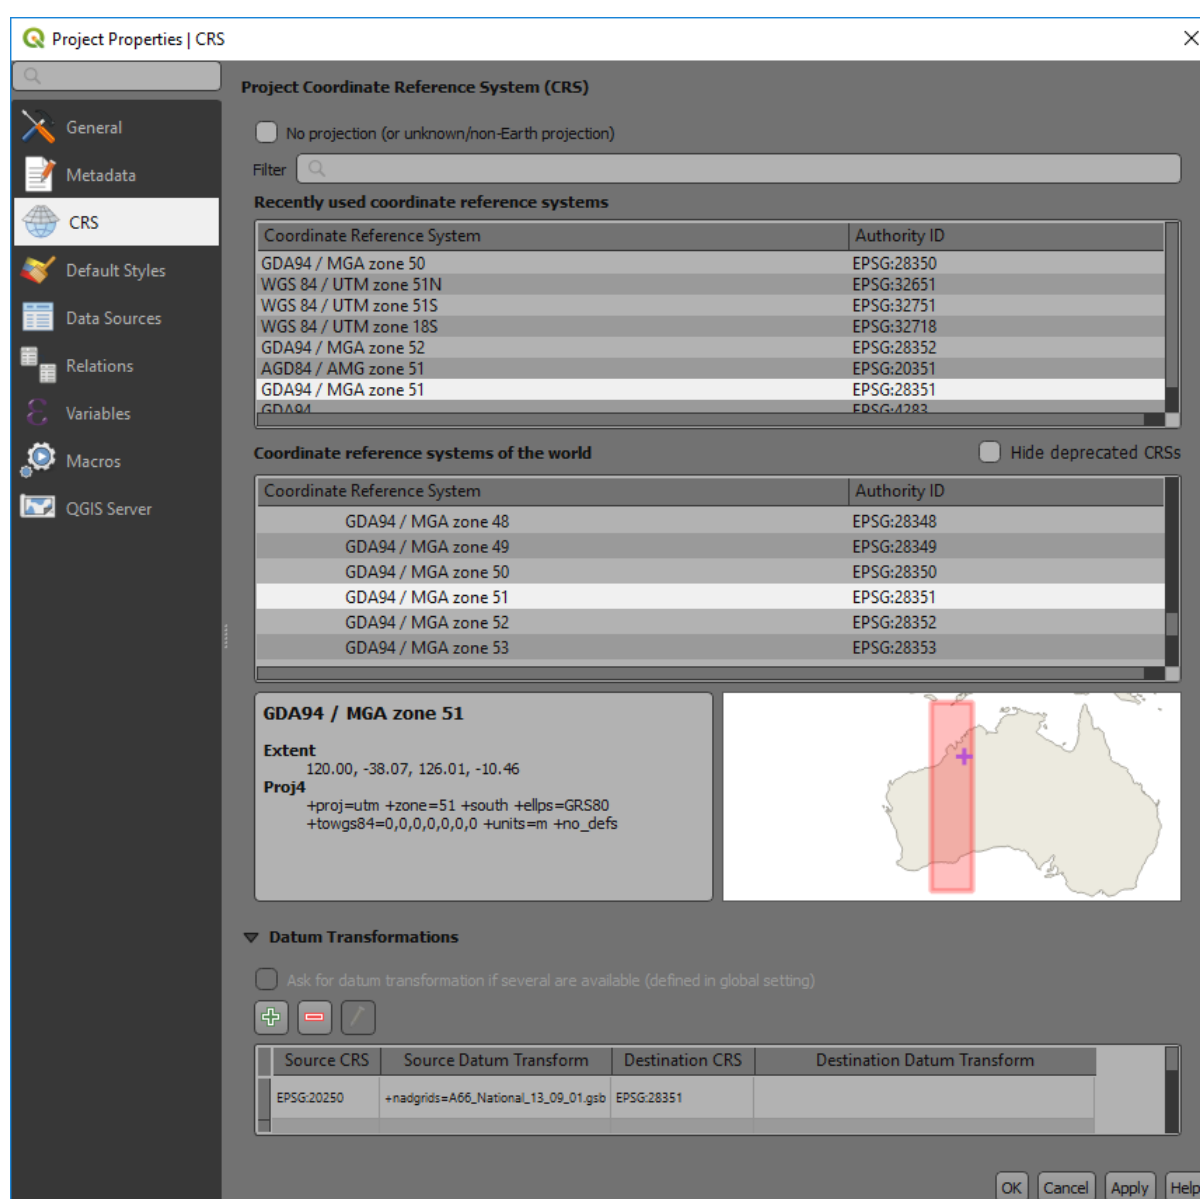 Project Properties | CRS
Project Coordinate Reference System (CRS)
General
No projection (or unknown/non-Earth projection)
Filter
Metadata
Recently used coordinate reference systems
CRS
Coordinate Reference System Authority ID
GDA94 / MGA zone 50 EPSG:28350
Default Styles
WGS 84 / UTM zone 51N EPSG:32651
WGS 84 / UTM zone 51S EPSG:32751
Data Sources
WGS 84 / UTM zone 18S EPSG:32718
GDA94 / MGA zone 52 EPSG:28352
Relations
AGD84 / AMG zone 51 EPSG:20351
GDA94 / MGA zone 51 EPSG:28351
GDA94 EPSG:4283
Variables
Coordinate reference systems of the world Hide deprecated CRSs
Macros
Coordinate Reference System Authority ID
QGIS Server
GDA94 / MGA zone 48 EPSG:28348
GDA94 / MGA zone 49 EPSG:28349
GDA94 / MGA zone 50 EPSG:28350
GDA94 / MGA zone 51 EPSG:28351
GDA94 / MGA zone 52 EPSG:28352
GDA94 / MGA zone 53 EPSG:28353
GDA94 / MGA zone 51
Extent
120.00, -38.07, 126.01, -10.46
Proj4
+proj=utm +zone=51 +south +ellps=GRS80
+towgs84=0,0,0,0,0,0,0 +units=m +no_defs
Datum Transformations
Ask for datum transformation if several are available (defined in global setting)
Source CRS Source Datum Transform Destination CRS Destination Datum Transform
EPSG:20250 +nadgrids=A66_National_13_09_01.gsb EPSG:28351
OK Cancel Apply Help